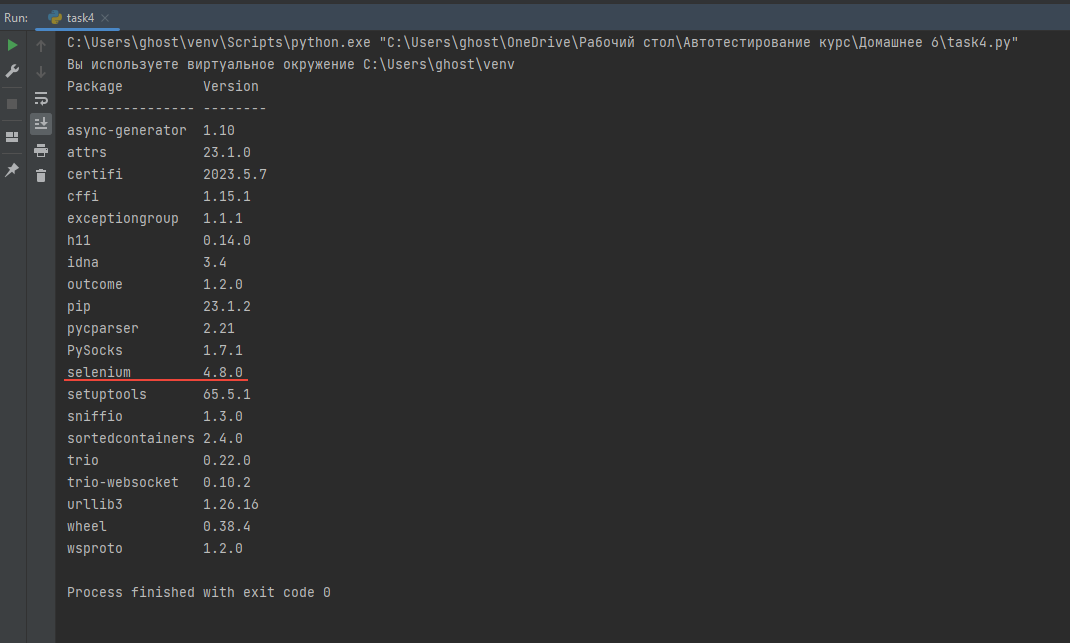 Run: task4
C:\Users\ghost\venv\Scripts\python.exe "C:\Users\ghost\OneDrive\Рабочий стол\Автотестирование курс\Домашнее 6\task4.py"
Вы используете виртуальное окружение C:\Users\ghost\venv
Package          Version
---------------- --------
async-generator  1.10
attrs            23.1.0
certifi          2023.5.7
cffi             1.15.1
exceptiongroup   1.1.1
h11              0.14.0
idna             3.4
outcome          1.2.0
pip              23.1.2
pycparser        2.21
PySocks          1.7.1
selenium         4.8.0
setuptools       65.5.1
sniffio          1.3.0
sortedcontainers 2.4.0
trio             0.22.0
trio-websocket   0.10.2
urllib3          1.26.16
wheel            0.38.4
wsproto          1.2.0
Process finished with exit code 0